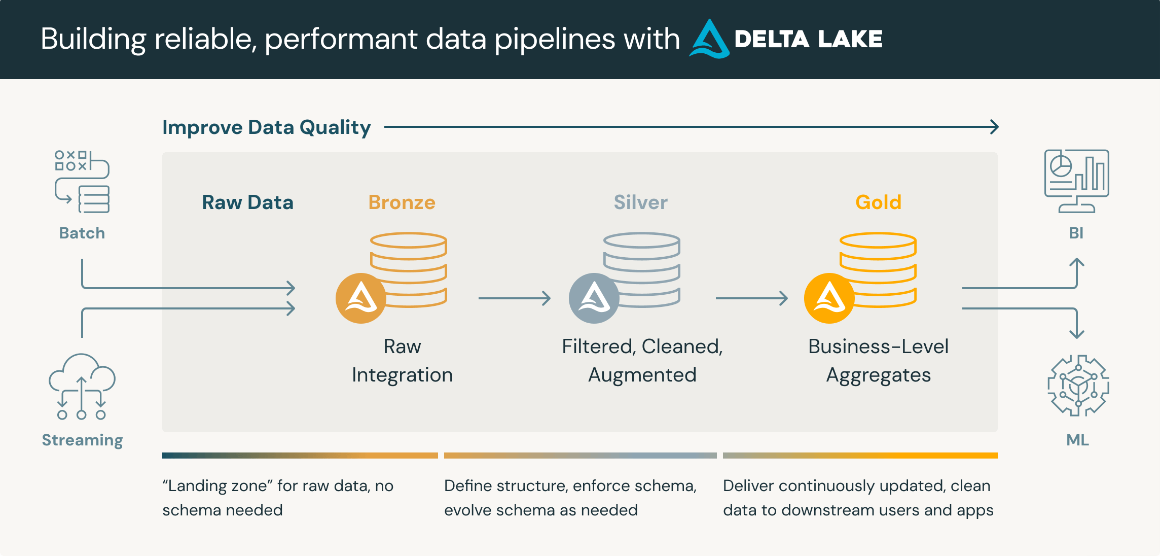 Building reliable, performant data pipelines with DELTA LAKE
Improve Data Quality
Raw Data
Bronze
Silver
Gold
Batch
BI
Raw
Integration
Filtered, Cleaned,
Augmented
Business-Level
Aggregates
Streaming
ML
“Landing zone” for raw data, no
schema needed
Define structure, enforce schema,
evolve schema as needed
Deliver continuously updated, clean
data to downstream users and apps